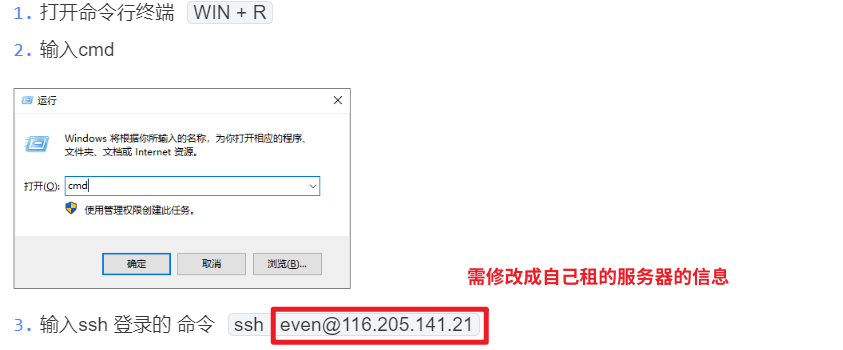 1. 打开命令行终端 WIN + R
2. 输入cmd
运行
Windows 将根据你所输入的名称，为你打开相应的程序、
文件夹、文档或 Internet 资源。
打开(O): cmd
使用管理权限创建此任务。
确定 取消 浏览(B)...
需修改成自己租的服务器的信息
3. 输入ssh 登录的 命令 ssh even@116.205.141.21